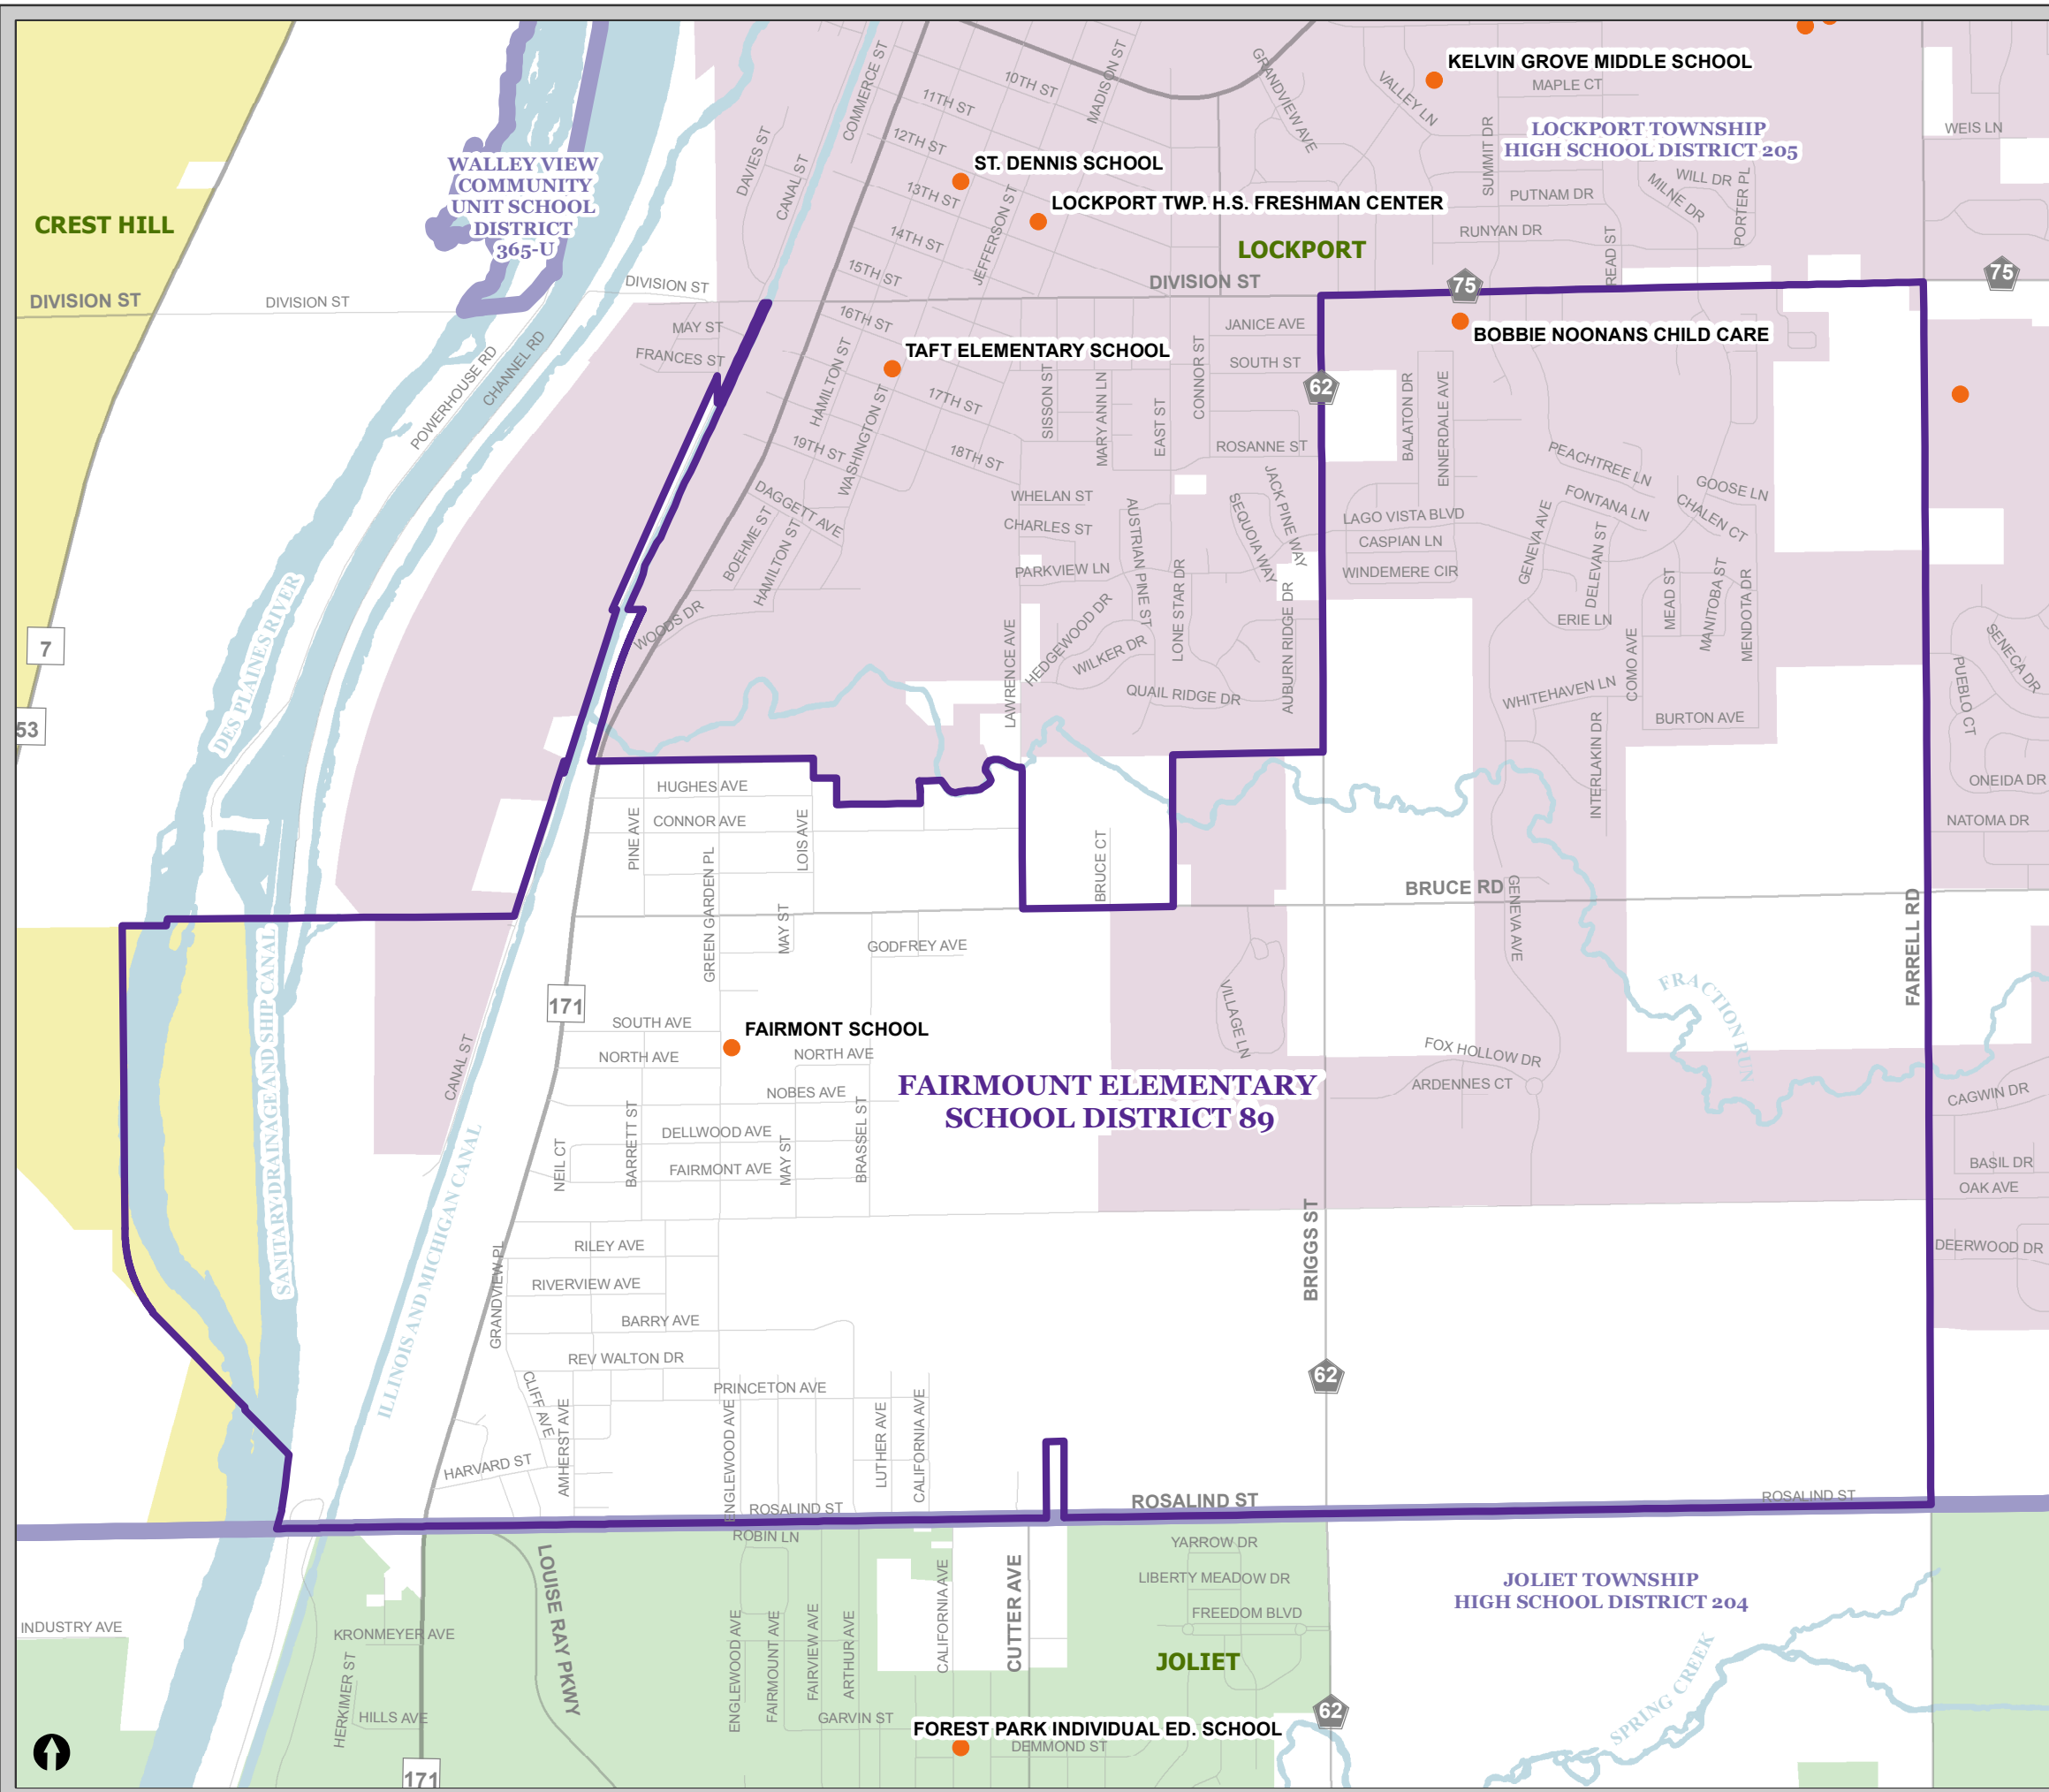 KELVIN GROVE MIDDLE SCHOOL
MAPLE CT
10TH ST
MADISON ST
GRANDVIEW AVE
VALLEY LN
COMMERCE ST
11TH ST
12TH ST
LOCKPORT TOWNSHIP
HIGH SCHOOL DISTRICT 205
WEIS LN
SUMMIT DR
WALLEY VIEW
COMMUNITY
UNIT SCHOOL
DISTRICT
365-U
DAVIES ST
CANAL ST
ST. DENNIS SCHOOL
13TH ST
WILL DR
MILNE DR
PORTER PL
PUTNAM DR
CREST HILL
LOCKPORT TWP. H.S. FRESHMAN CENTER
14TH ST
JEFFERSON ST
LOCKPORT
RUNYAN DR
READ ST
15TH ST
DIVISION ST
DIVISION ST
DIVISION ST
DIVISION ST
75
75
16TH ST
MAY ST
FRANCES ST
JANICE AVE
BOBBIE NOONANS CHILD CARE
TAFT ELEMENTARY SCHOOL
SOUTH ST
POWERHOUSE RD
CHANNEL RD
HAMILTON ST
WASHINGTON ST
17TH ST
SISSON ST
MARY ANN LN
EAST ST
CONNOR ST
62
BALATON DR
ENNERDALE AVE
19TH ST
18TH ST
ROSANNE ST
PEACHTREE LN
GOOSE LN
FONTANA LN
CHALEN CT
DAGGETT AVE
WHELAN ST
CHARLES ST
AUSTRIAN PINE ST
SEQUOIA WAY
JACK PINE WAY
LAGO VISTA BLVD
CASPIAN LN
WINDEMERE CIR
GENEVA AVE
DELEVAN ST
BOEHME ST
HAMILTON ST
PARKVIEW LN
LONE STAR DR
AUBURN RIDGE DR
ERIE LN
MEAD ST
MANITOBA ST
MENDOTA DR
DES PLAINES RIVER
7
WOODS DR
LAWRENCE AVE
HEDGEWOOD DR
WILKER DR
QUAIL RIDGE DR
COMO AVE
SENECA DR
PUEBLO CT
WHITEHAVEN LN
BURTON AVE
INTERLAKIN DR
53
HUGHES AVE
ONEIDA DR
CONNOR AVE
PINE AVE
LOIS AVE
NATOMA DR
GREEN GARDEN PL
BRUCE CT
BRUCE RD
GENEVA AVE
FARRELL RD
MAY ST
GODFREY AVE
SANITARY DRAINAGE AND SHIP CANAL
171
VILLAGE LN
FRACTION RUN
SOUTH AVE
FAIRMONT SCHOOL
NORTH AVE
NORTH AVE
FOX HOLLOW DR
ARDENNES CT
CANAL ST
FAIRMOUNT ELEMENTARY
SCHOOL DISTRICT 89
NOBES AVE
CAGWIN DR
NEIL CT
BARRETT ST
DELLWOOD AVE
MAY ST
BRASSEL ST
FAIRMONT AVE
BASIL DR
OAK AVE
ILLINOIS AND MICHIGAN CANAL
BRIGGS ST
RILEY AVE
DEERWOOD DR
GRANDVIEW PL
RIVERVIEW AVE
BARRY AVE
REV WALTON DR
62
CLIFF AVE
AMHERST AVE
PRINCETON AVE
ENGLEWOOD AVE
LUTHER AVE
CALIFORNIA AVE
HARVARD ST
ROSALIND ST
ROSALIND ST
ROSALIND ST
ROBIN LN
LOUISE RAY PKWY
YARROW DR
CALIFORNIA AVE
CUTTER AVE
LIBERTY MEADOW DR
JOLIET TOWNSHIP
HIGH SCHOOL DISTRICT 204
FREEDOM BLVD
INDUSTRY AVE
KRONMEYER AVE
HERKIMER ST
ENGLEWOOD AVE
FAIRMOUNT AVE
FAIRVIEW AVE
ARTHUR AVE
JOLIET
SPRING CREEK
62
HILLS AVE
GARVIN ST
FOREST PARK INDIVIDUAL ED. SCHOOL
DEMMOND ST
171